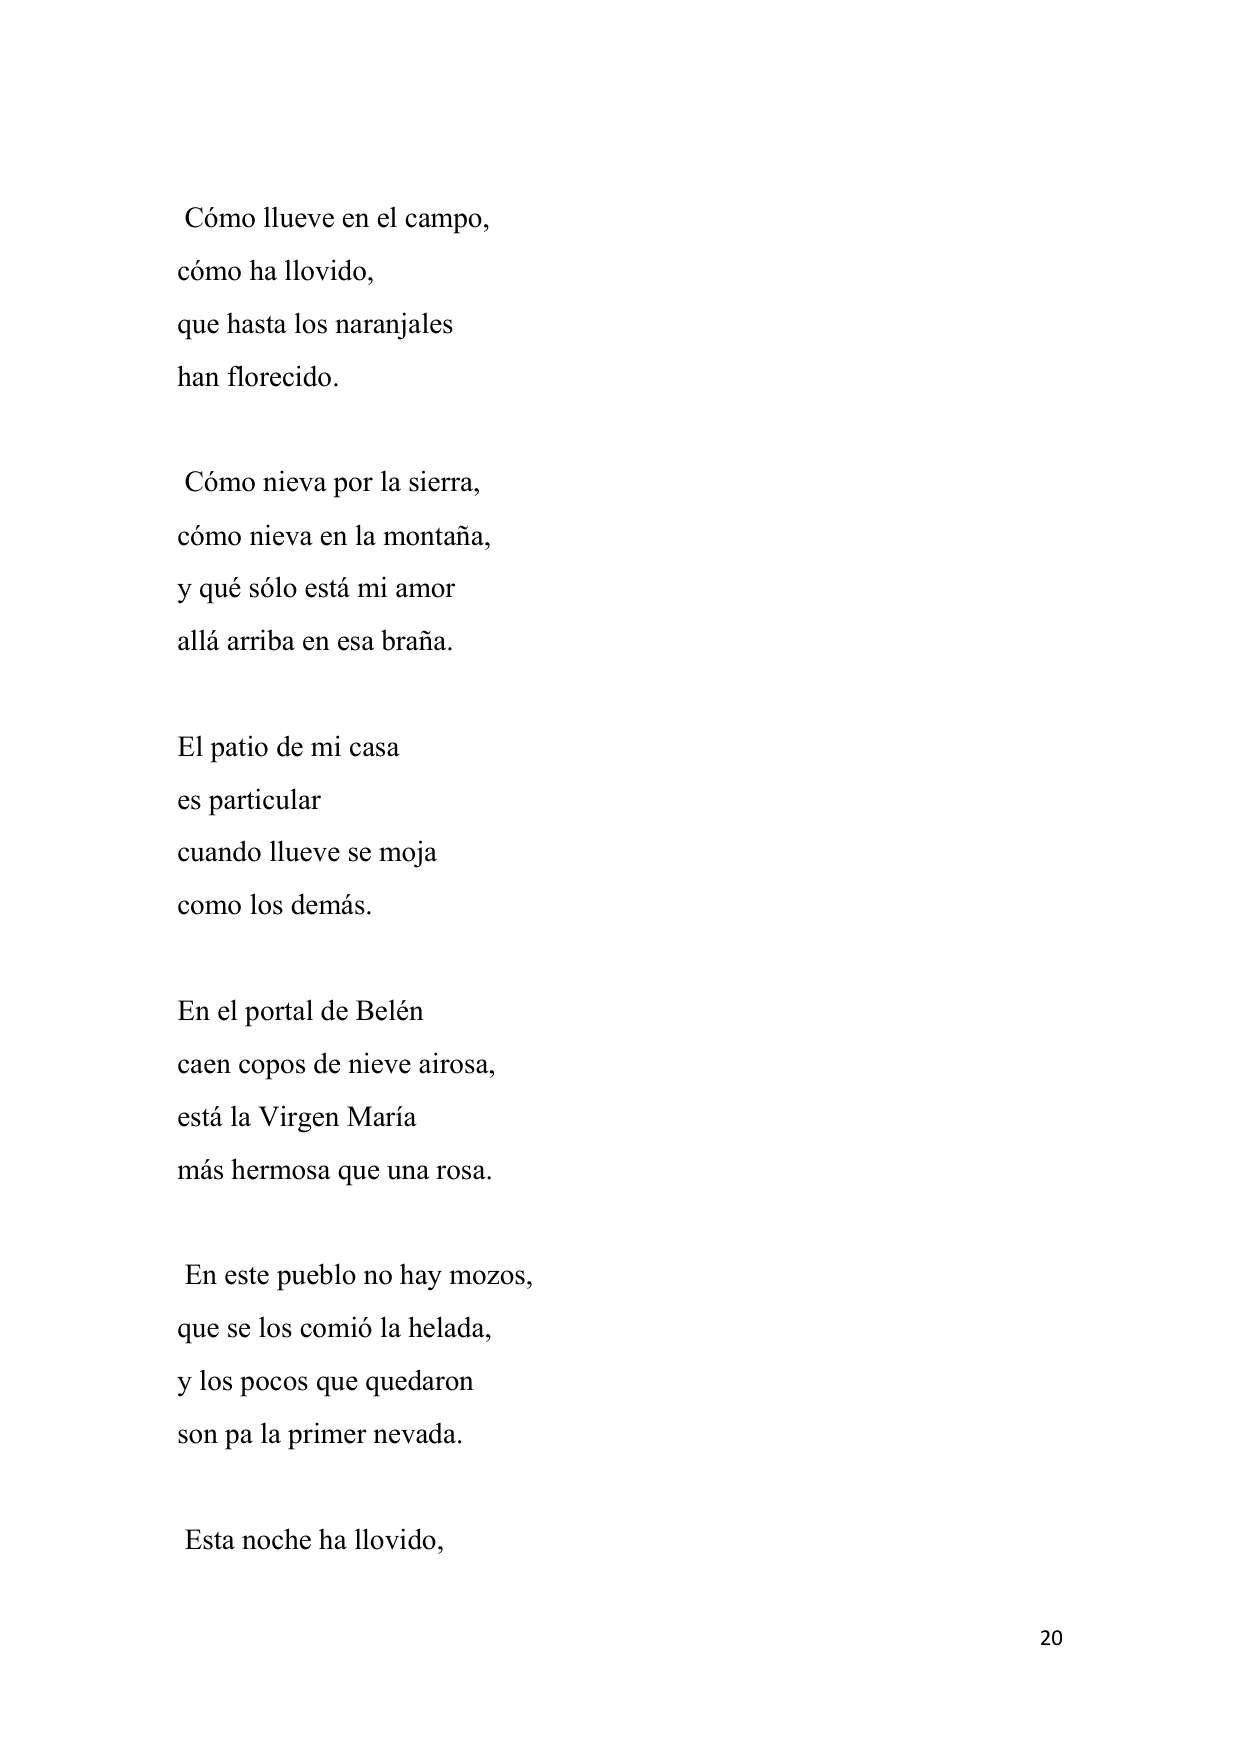 Cómo llueve en el campo,
cómo ha llovido,
que hasta los naranjales
han florecido.
Cómo nieva por la sierra,
cómo nieva en la montaña,
y qué sólo está mi amor
allá arriba en esa braña.
El patio de mi casa
es particular
cuando llueve se moja
como los demás.
En el portal de Belén
caen copos de nieve airosa,
está la Virgen María
más hermosa que una rosa.
En este pueblo no hay mozos,
que se los comió la helada,
y los pocos que quedaron
son pa la primer nevada.
Esta noche ha llovido,
20